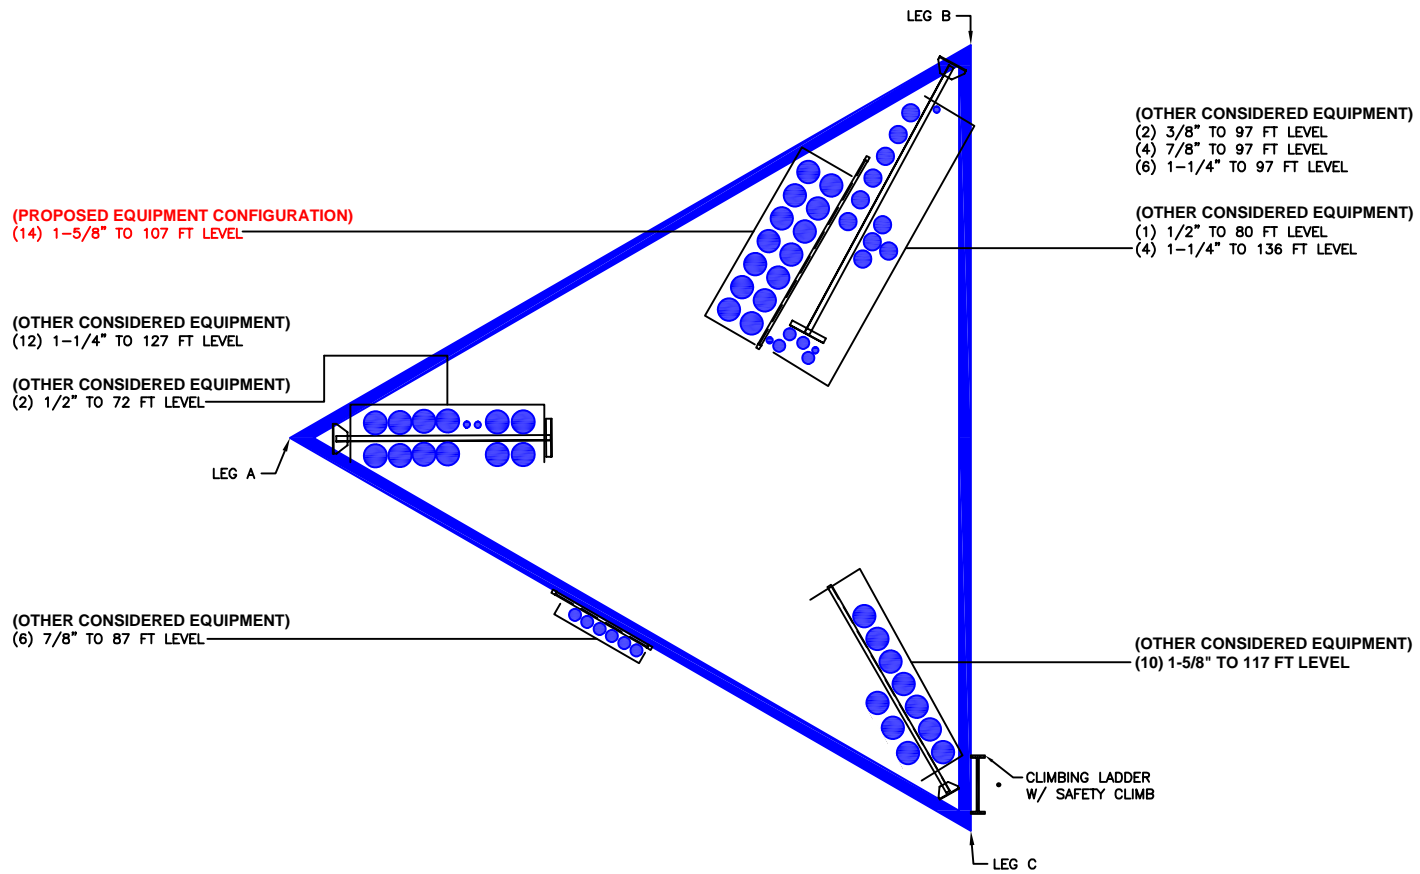 LEG B
(OTHER CONSIDERED EQUIPMENT)
(2) 3/8" TO 97 FT LEVEL
(4) 7/8" TO 97 FT LEVEL
(6) 1-1/4" TO 97 FT LEVEL
(PROPOSED EQUIPMENT CONFIGURATION)
(14) 1-5/8" TO 107 FT LEVEL
(OTHER CONSIDERED EQUIPMENT)
(1) 1/2" TO 80 FT LEVEL
(4) 1-1/4" TO 136 FT LEVEL
(OTHER CONSIDERED EQUIPMENT)
(12) 1-1/4" TO 127 FT LEVEL
(OTHER CONSIDERED EQUIPMENT)
(2) 1/2" TO 72 FT LEVEL
LEG A
(OTHER CONSIDERED EQUIPMENT)
(6) 7/8" TO 87 FT LEVEL
(OTHER CONSIDERED EQUIPMENT)
(10) 1-5/8" TO 117 FT LEVEL
CLIMBING LADDER
W/ SAFETY CLIMB
LEG C